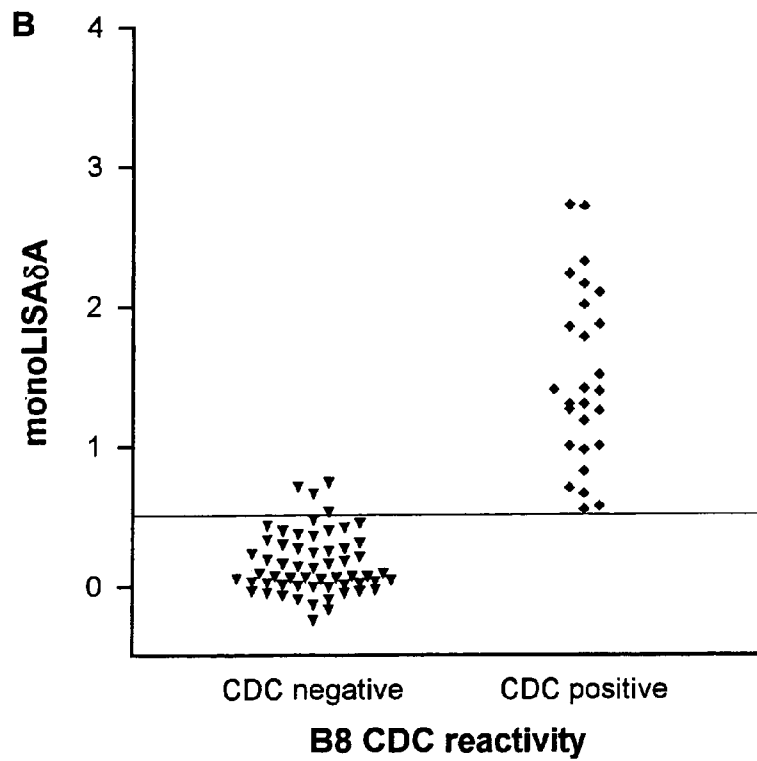 B
4
3
2
1
0
monoLISAδA
CDC negative
CDC positive
B8 CDC reactivity